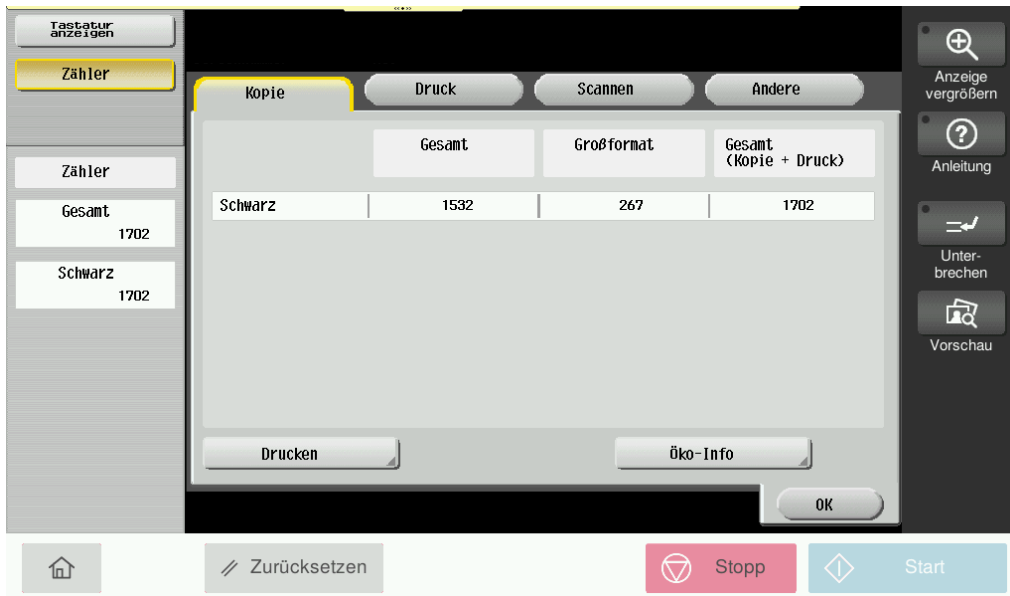 Tastatur
anzeigen
Zähler
Zähler
Gesamt
1702
Schwarz
1702
Kopie
Druck
Scannen
Andere
Gesamt
Großformat
Gesamt
(Kopie + Druck)
Schwarz 1532 267 1702
Drucken
Öko-Info
OK
Anzeige
vergrößern
Anleitung
Unter-
brechen
Vorschau
Zurücksetzen
Stopp
Start